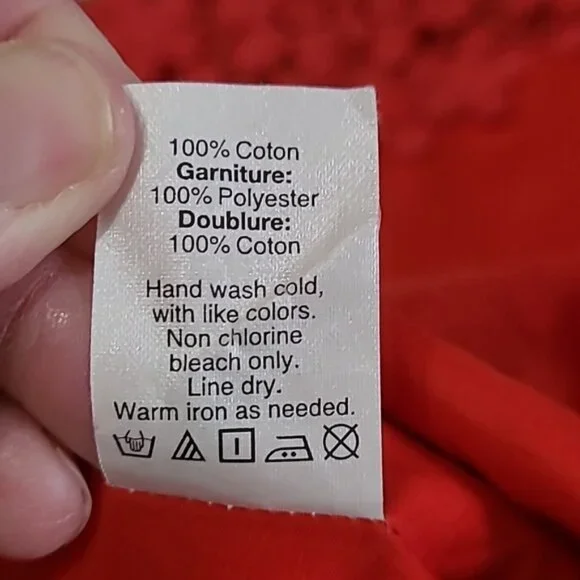 100% Coton
Garniture:
100% Polyester
Doublure:
100% Coton
Hand wash cold,
with like colors.
Non chlorine
bleach only.
Line dry.
Warm iron as needed.